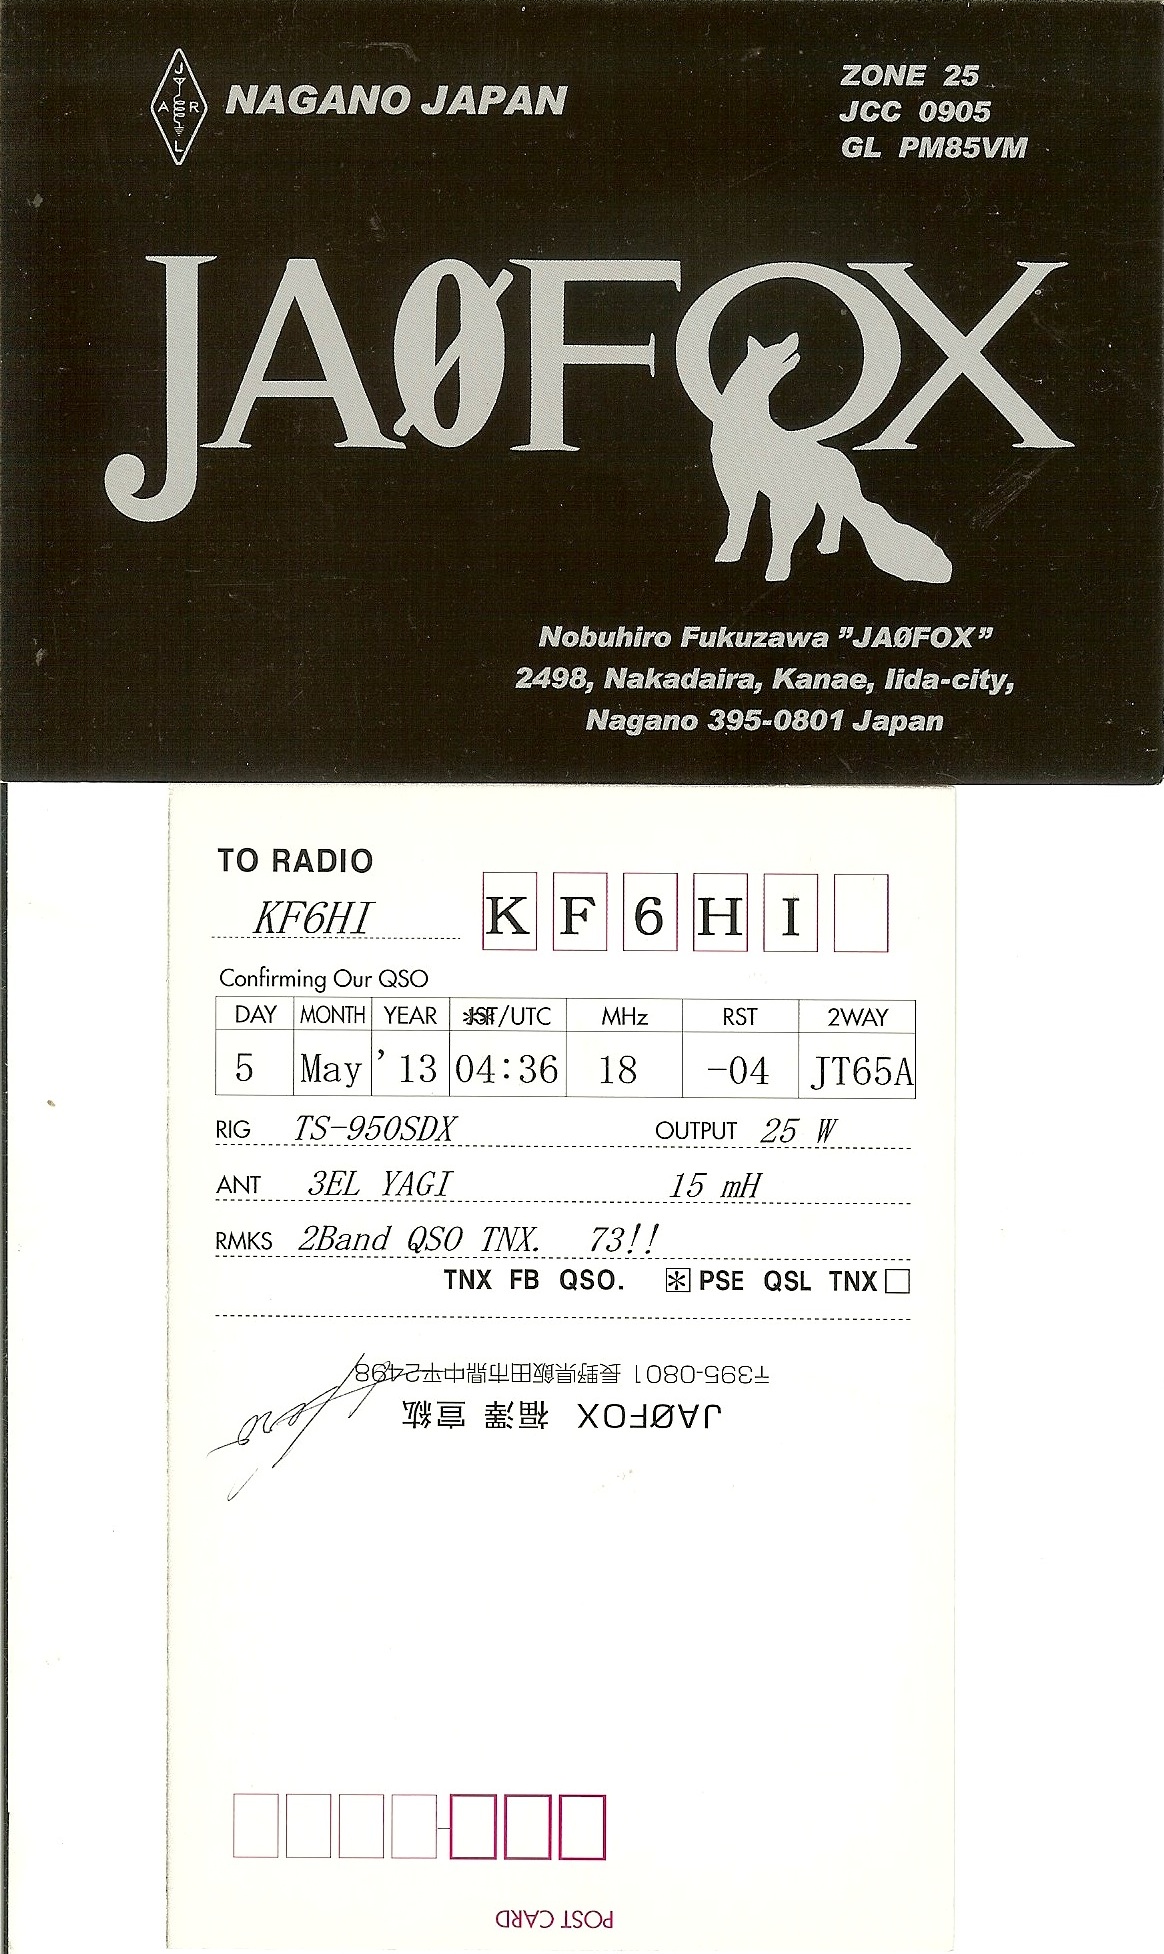 J A R L
NAGANO JAPAN
ZONE 25
JCC 0905
GL PM85VM
JAØFOX
Nobuhiro Fukuzawa "JAØFOX"
2498, Nakadaira, Kanae, Iida-city,
Nagano 395-0801 Japan
TO RADIO
KF6HI
K F 6 H I
Confirming Our QSO
DAY MONTH YEAR JST/UTC MHz RST 2WAY
5 May '13 04:36 18 -04 JT65A
RIG TS-950SDX OUTPUT 25 W
ANT 3EL YAGI 15 mH
RMKS 2Band QSO TNX. 73!!
TNX FB QSO. * PSE QSL TNX
〒395-0801 長野県飯田市鼎中平2498
JAØFOX 福澤 宣紘
POST CARD